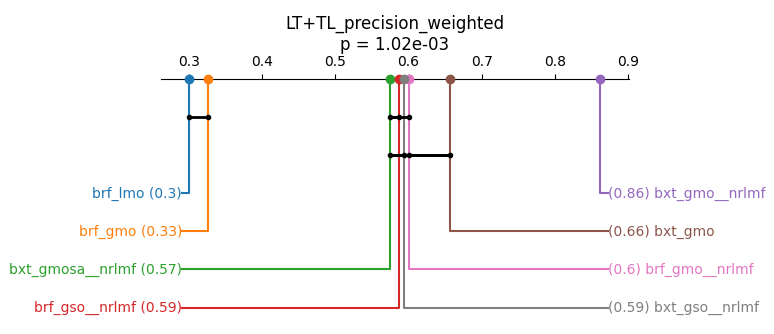 LT+TL_precision_weighted
p = 1.02e-03
0.3 0.4 0.5 0.6 0.7 0.8 0.9
brf_lmo (0.3) (0.86) bxt_gmo__nrlmf
brf_gmo (0.33) (0.66) bxt_gmo
bxt_gmosa__nrlmf (0.57) (0.6) brf_gmo__nrlmf
brf_gso__nrlmf (0.59) (0.59) bxt_gso__nrlmf